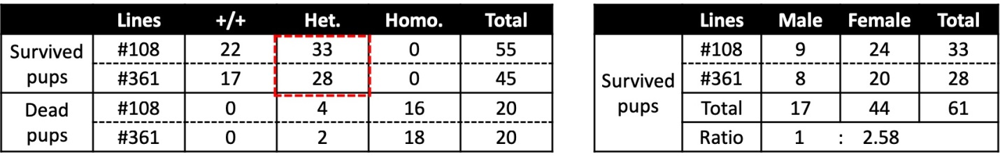 Lines +/+ Het. Homo. Total
Survived pups #108 22 33 0 55
#361 17 28 0 45
Dead pups #108 0 4 16 20
#361 0 2 18 20
Lines Male Female Total
Survived pups #108 9 24 33
#361 8 20 28
Total 17 44 61
Ratio 1 : 2.58